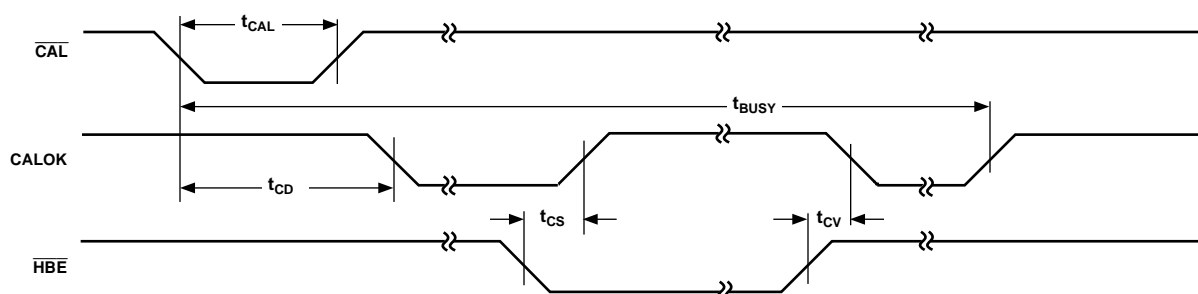 tCAL
CAL
tBUSY
CALOK
tCD
tCS
tCV
HBE